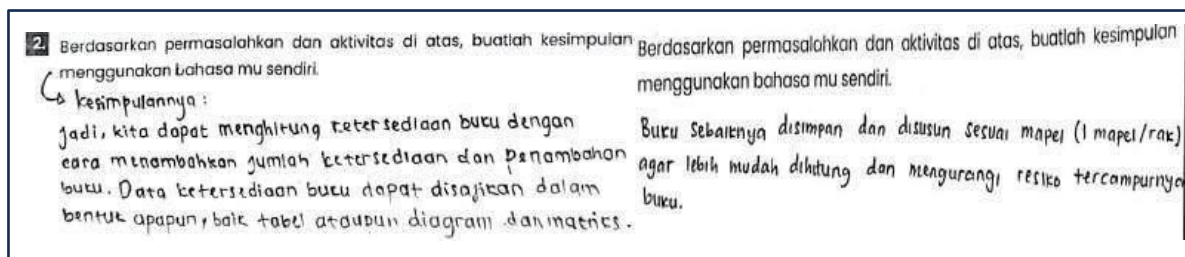 2. Berdasarkan permasalahkan dan aktivitas di atas, buatlah kesimpulan
menggunakan bahasa mu sendiri.
kesimpulannya :
Jadi, kita dapat menghitung ketersediaan buku dengan
cara menambahkan jumlah ketersediaan dan penambahan
buku. Data ketersediaan buku dapat disajikan dalam
bentuk apapun, baik tabel ataupun diagram dan matriks.
Berdasarkan permasalahkan dan aktivitas di atas, buatlah kesimpulan
menggunakan bahasa mu sendiri.
Buku Sebaiknya disimpan dan disusun sesuai mapel (1 mapel/rak)
agar lebih mudah dihitung dan mengurangi resiko tercampurnya
buku.